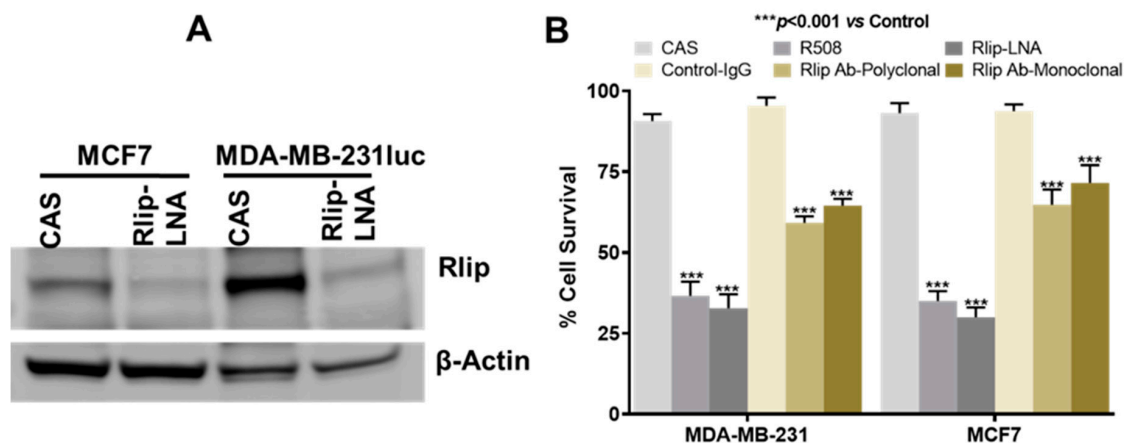 A
MCF7 MDA-MB-231luc
CAS Rlip-LNA CAS Rlip-LNA
Rlip
β-Actin
B
***p<0.001 vs Control
CAS R508 Rlip-LNA
Control-IgG Rlip Ab-Polyclonal Rlip Ab-Monoclonal
% Cell Survival
100
75
50
25
0
*** *** *** *** *** *** *** ***
MDA-MB-231 MCF7